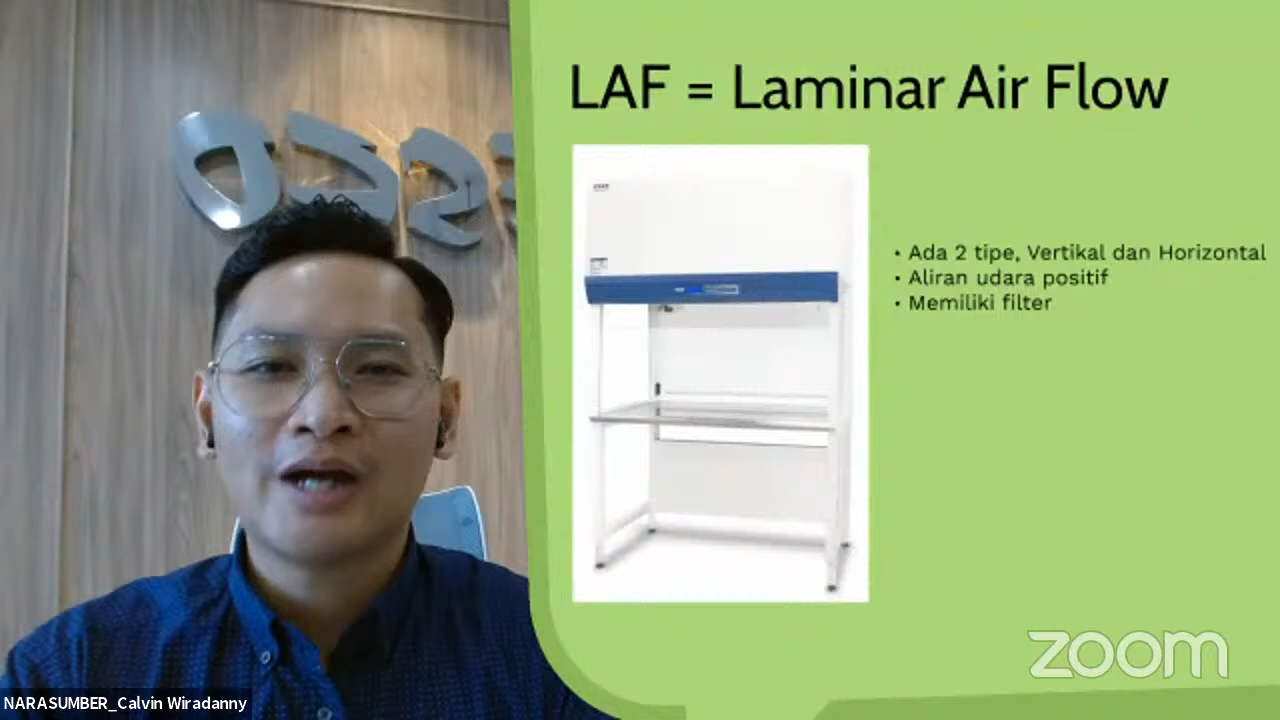 LAF = Laminar Air Flow
• Ada 2 tipe, Vertikal dan Horizontal
• Aliran udara positif
• Memiliki filter
zoom
NARASUMBER_Calvin Wiradanny